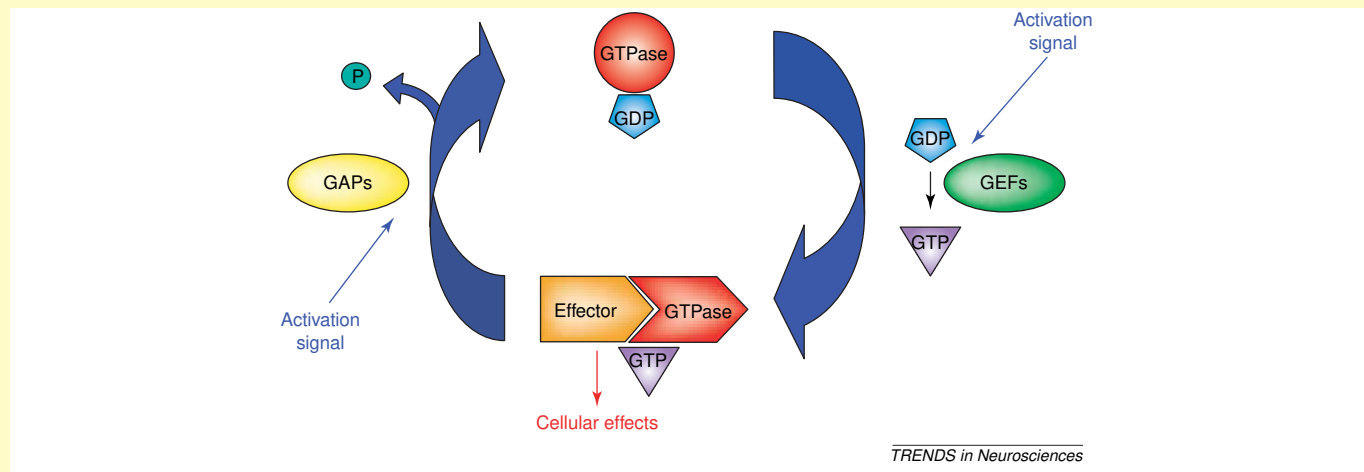 Activation
signal
GTPase
P
GDP
GDP
GAPs
GEFs
GTP
Effector
GTPase
Activation
signal
GTP
Cellular effects
TRENDS in Neurosciences